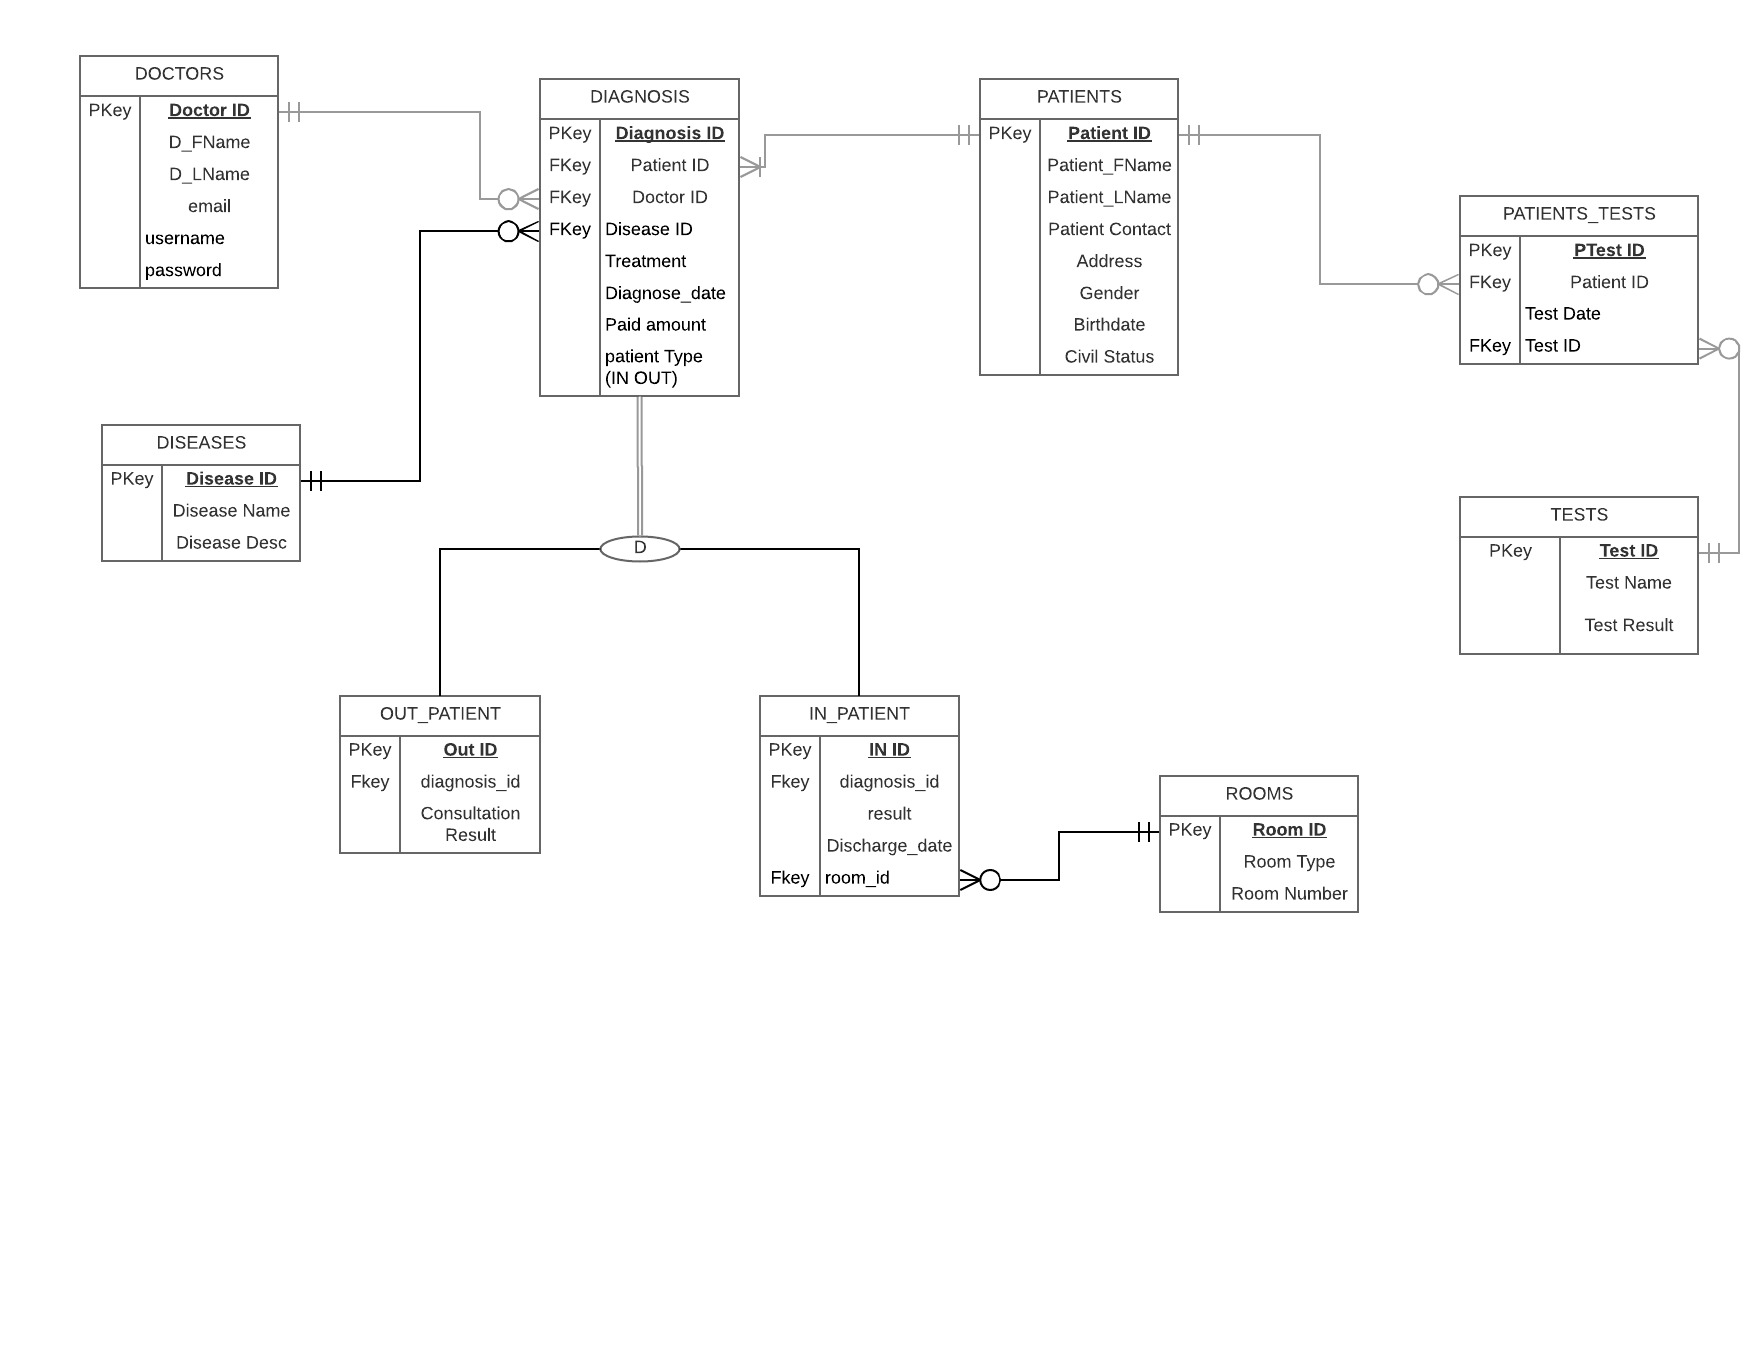 DOCTORS
PKey Doctor ID
D_FName
D_LName
email
username
password
DIAGNOSIS
PKey Diagnosis ID
FKey Patient ID
FKey Doctor ID
FKey Disease ID
Treatment
Diagnose_date
Paid amount
patient Type
(IN OUT)
PATIENTS
PKey Patient ID
Patient_FName
Patient_LName
Patient Contact
Address
Gender
Birthdate
Civil Status
PATIENTS_TESTS
PKey PTest ID
FKey Patient ID
Test Date
FKey Test ID
DISEASES
PKey Disease ID
Disease Name
Disease Desc
TESTS
PKey Test ID
Test Name
Test Result
D
OUT_PATIENT
PKey Out ID
Fkey diagnosis_id
Consultation
Result
IN_PATIENT
PKey IN ID
Fkey diagnosis_id
result
Discharge_date
Fkey room_id
ROOMS
PKey Room ID
Room Type
Room Number